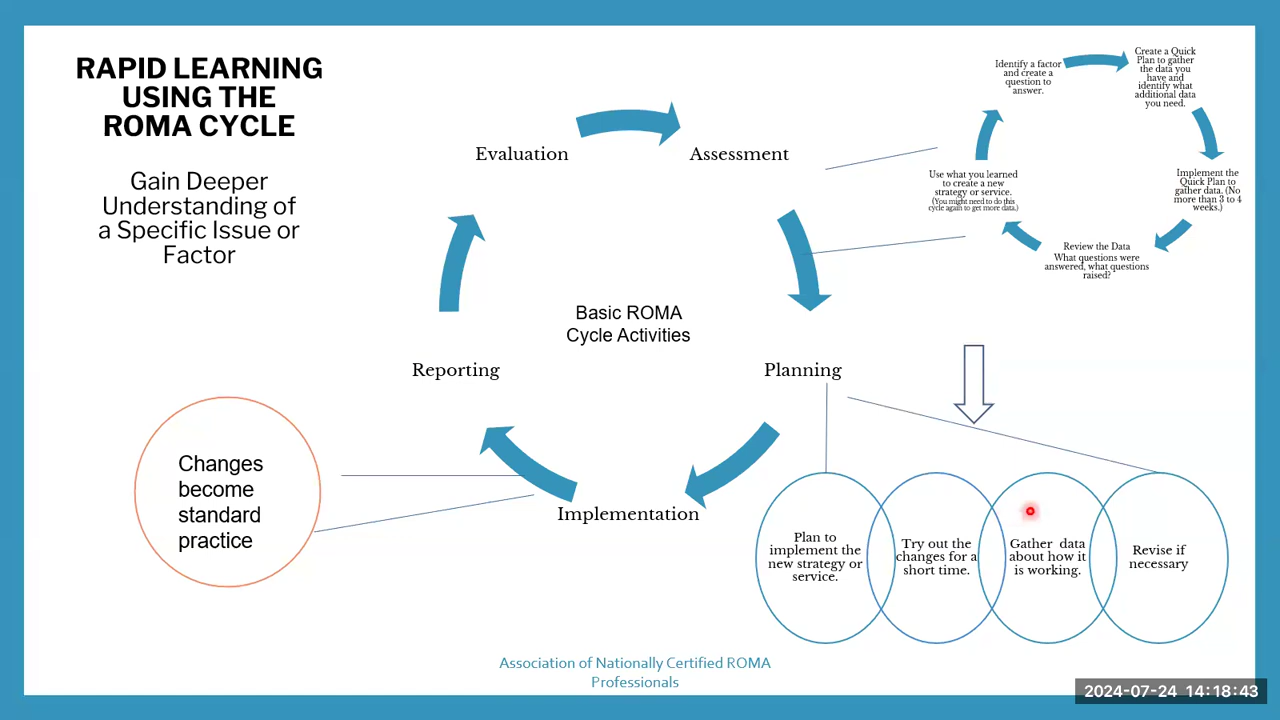 RAPID LEARNING
USING THE
ROMA CYCLE
Gain Deeper
Understanding of
a Specific Issue or
Factor
Evaluation
Assessment
Planning
Implementation
Reporting
Basic ROMA
Cycle Activities
Identify a factor
and create a
question to
answer.
Create a Quick
Plan to gather
the data you
have and
identify what
additional data
you need.
Implement the
Quick Plan to
gather data. (No
more than 3 to 4
weeks.)
Review the Data
What questions were
answered, what questions
raised?
Use what you learned
to create a new
strategy or service.
(You might need to do this
cycle again to get more data.)
Changes
become
standard
practice
Plan to
implement the
new strategy or
service.
Try out the
changes for a
short time.
Gather data
about how it
is working.
Revise if
necessary
Association of Nationally Certified ROMA
Professionals
2024-07-24 14:18:43